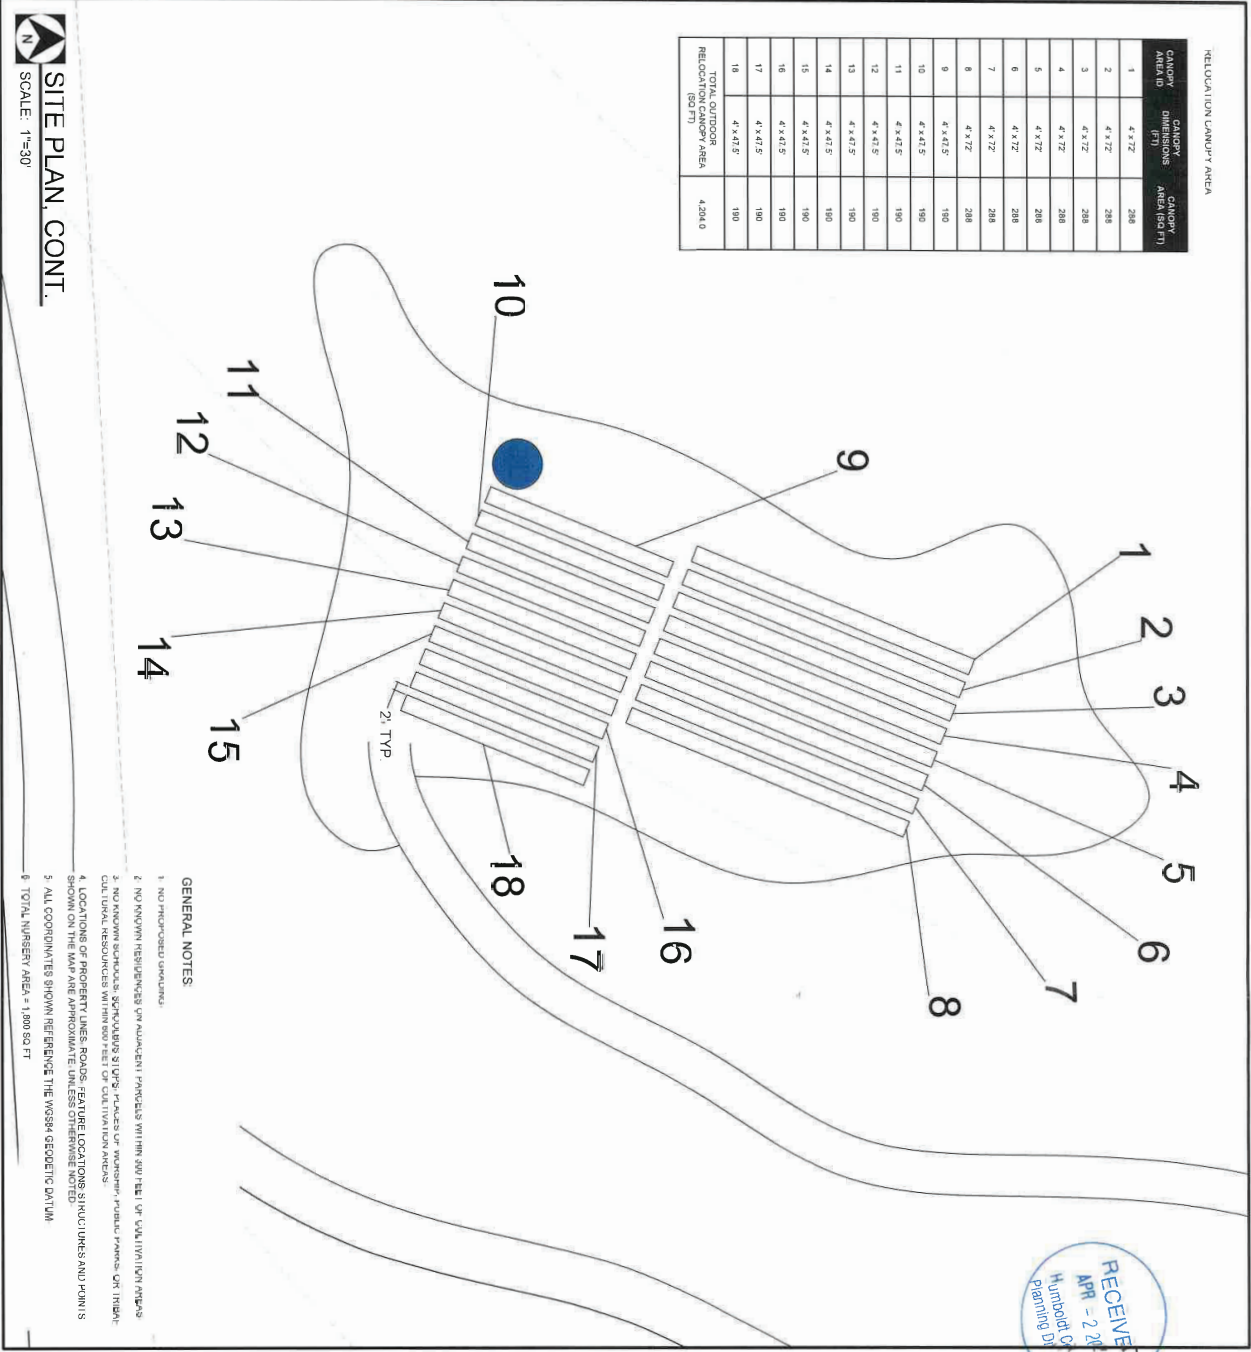 RELOCATION CANOPY AREA
CANOPY AREA ID CANOPY DIMENSIONS (FT) CANOPY AREA (SQ FT)
1 4' x 72' 288
2 4' x 72' 288
3 4' x 72' 288
4 4' x 72' 288
5 4' x 72' 288
6 4' x 72' 288
7 4' x 72' 288
8 4' x 72' 288
9 4' x 47.5' 190
10 4' x 47.5' 190
11 4' x 47.5' 190
12 4' x 47.5' 190
13 4' x 47.5' 190
14 4' x 47.5' 190
15 4' x 47.5' 190
16 4' x 47.5' 190
17 4' x 47.5' 190
18 4' x 47.5' 190
TOTAL OUTDOOR RELOCATION CANOPY AREA (SQ FT) 4,204.0
1
2
3
4
5
6
7
8
9
10
11
12
13
14
15
16
17
18
2', TYP
RECEIVE
APR - 2 20
Humboldt C
Planning Di
GENERAL NOTES:
1. NO PROPOSED GRADING.
2. NO KNOWN RESIDENCES ON ADJACENT PARCELS WITHIN 300 FEET OF CULTIVATION AREAS
3. NO KNOWN SCHOOLS, SCHOOLBUS STOPS, PLACES OF WORSHIP, PUBLIC PARKS, OR TRIBAL
CULTURAL RESOURCES WITHIN 600 FEET OF CULTIVATION AREAS.
4. LOCATIONS OF PROPERTY LINES, ROADS, FEATURE LOCATIONS, STRUCTURES AND POINTS
SHOWN ON THE MAP ARE APPROXIMATE, UNLESS OTHERWISE NOTED.
5. ALL COORDINATES SHOWN REFERENCE THE WGS84 GEODETIC DATUM
6. TOTAL NURSERY AREA = 1,800 SQ FT
N
SITE PLAN, CONT.
SCALE: 1"=30'